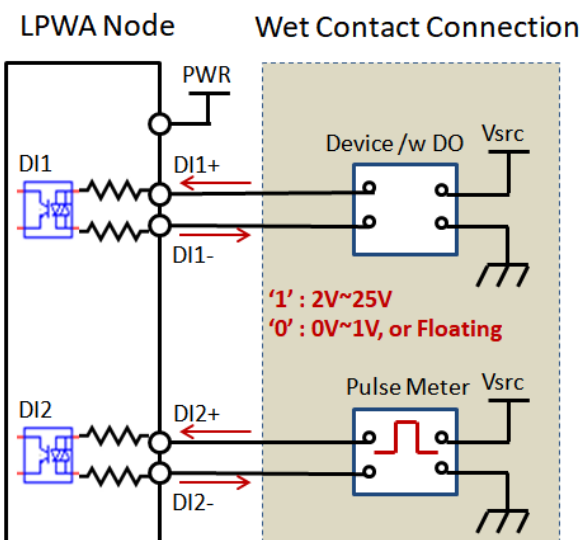 LPWA Node
Wet Contact Connection
PWR
DI1
DI1+
DI1-
Device /w DO
Vsrc
‘1’ : 2V~25V
‘0’ : 0V~1V, or Floating
DI2
DI2+
DI2-
Pulse Meter
Vsrc